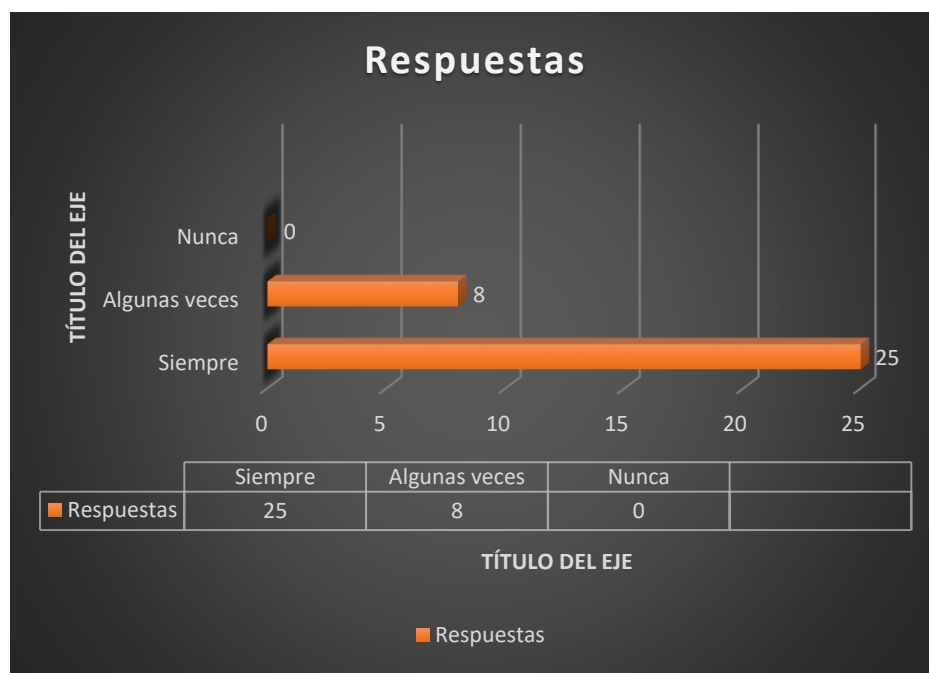 Respuestas
TÍTULO DEL EJE
Nunca 0
Algunas veces 8
Siempre 25
0 5 10 15 20 25
Siempre Algunas veces Nunca
Respuestas 25 8 0
TÍTULO DEL EJE
Respuestas